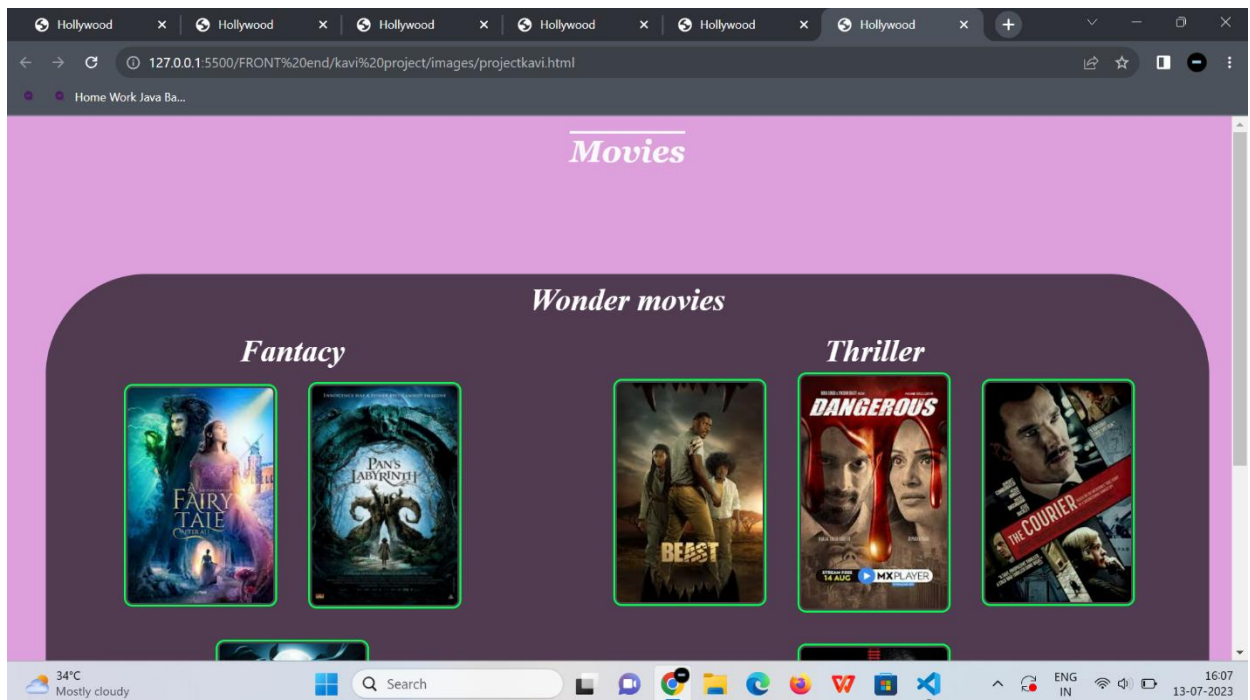 Hollywood
Hollywood
Hollywood
Hollywood
Hollywood
Hollywood
127.0.0.1:5500/FRONT%20end/kavi%20project/images/projectkavi.html
Home Work Java Ba...
Movies
Wonder movies
Fantacy
Thriller
A
FAIRY
TALE
AFTER ALL
PAN'S
LABYRINTH
BEAST
DANGEROUS
STREAM FREE
14 AUG
MXPLAYER
THE COURIER
34°C
Mostly cloudy
Search
ENG
IN
16:07
13-07-2023